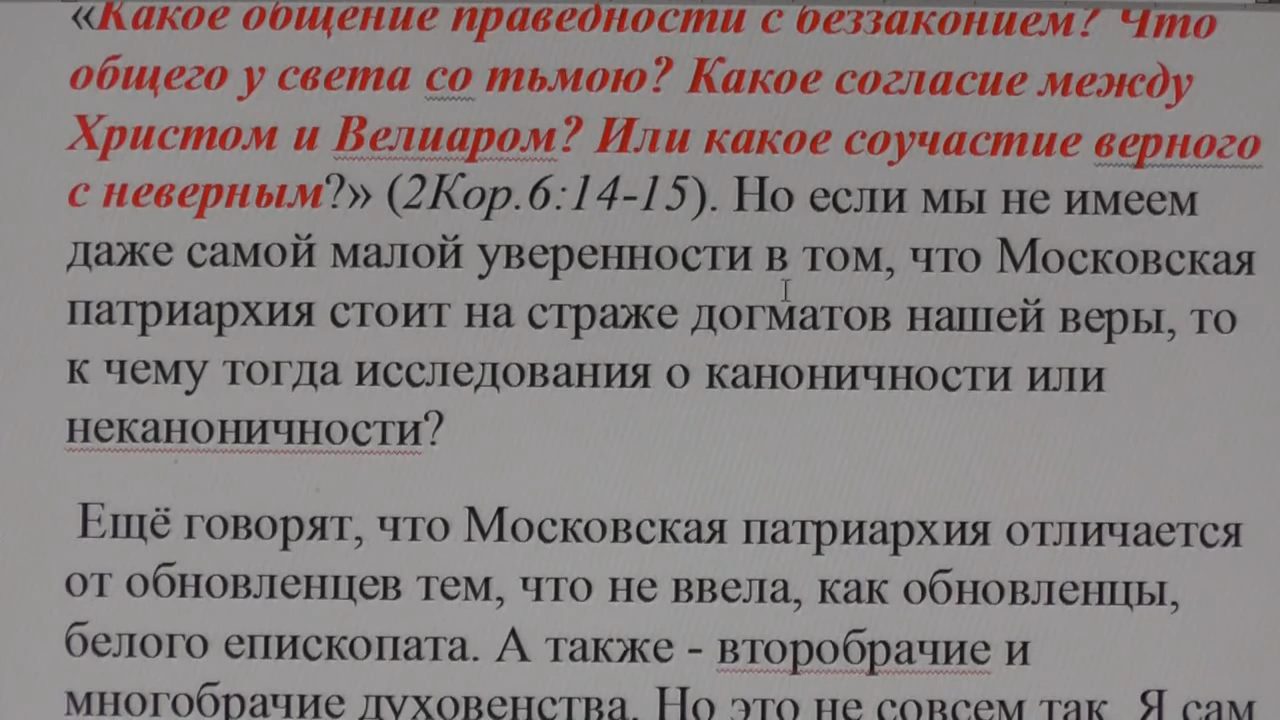 «Какое общение праведности с беззаконием? Что
общего у света со тьмою? Какое согласие между
Христом и Велиаром? Или какое соучастие верного
с неверным?» (2Кор.6:14-15). Но если мы не имеем
даже самой малой уверенности в том, что Московская
патриархия стоит на страже догматов нашей веры, то
к чему тогда исследования о каноничности или
неканоничности?
Ещё говорят, что Московская патриархия отличается
от обновленцев тем, что не ввела, как обновленцы,
белого епископата. А также - второбрачие и
многобрачие духовенства. Но это не совсем так. Я сам